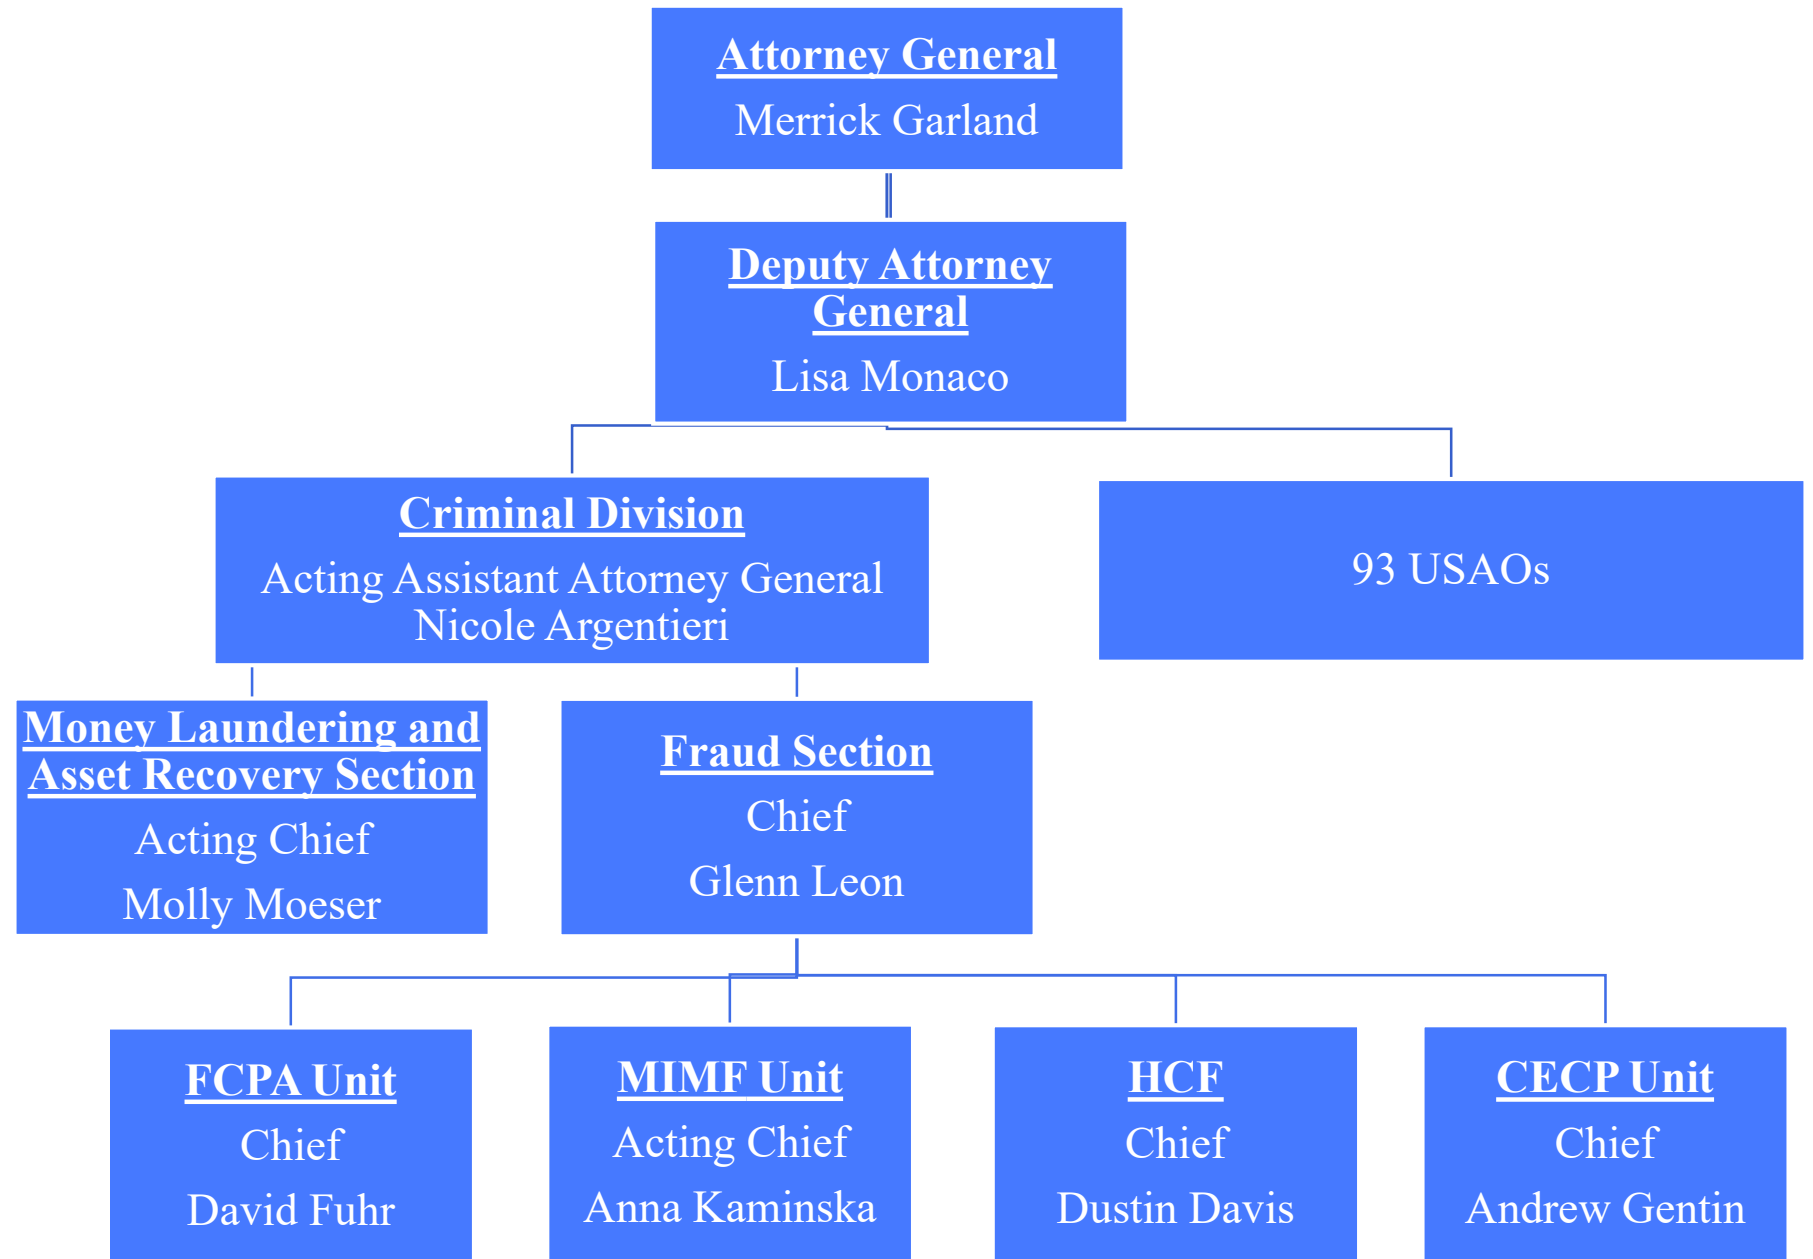 Attorney General
Merrick Garland
Deputy Attorney
General
Lisa Monaco
Criminal Division
Acting Assistant Attorney General
Nicole Argentieri
93 USAOs
Money Laundering and
Asset Recovery Section
Acting Chief
Molly Moeser
Fraud Section
Chief
Glenn Leon
FCPA Unit
Chief
David Fuhr
MIMF Unit
Acting Chief
Anna Kaminska
HCF
Chief
Dustin Davis
CECP Unit
Chief
Andrew Gentin